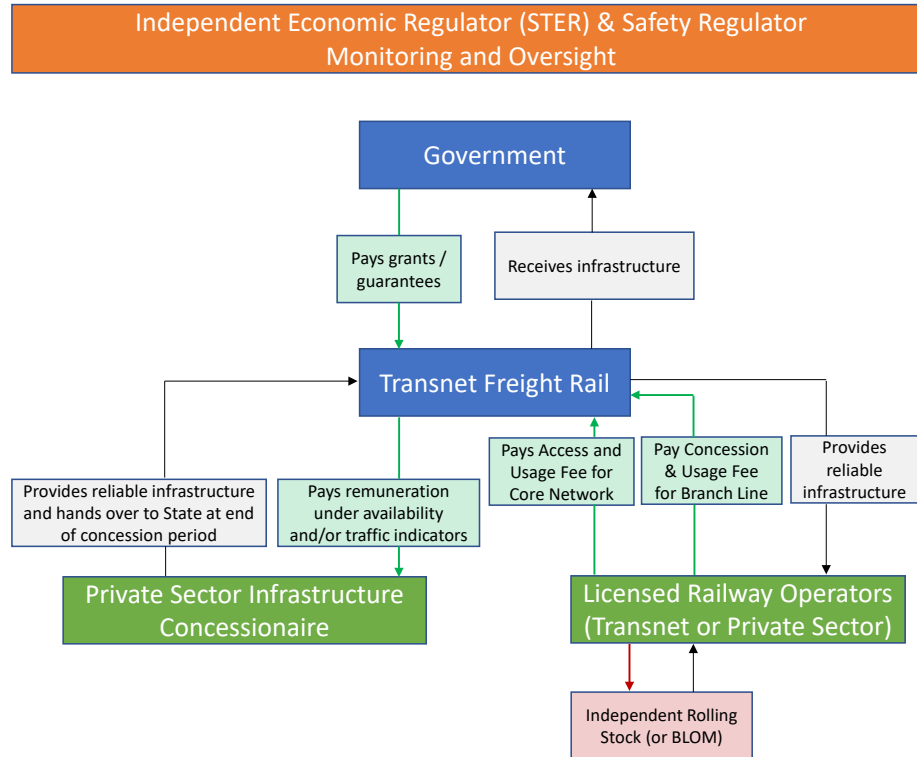 Independent Economic Regulator (STER) & Safety Regulator
Monitoring and Oversight
Government
Pays grants /
guarantees
Receives infrastructure
Transnet Freight Rail
Provides reliable infrastructure
and hands over to State at end
of concession period
Pays remuneration
under availability
and/or traffic indicators
Pays Access and
Usage Fee for
Core Network
Pay Concession
& Usage Fee
for Branch Line
Provides
reliable
infrastructure
Private Sector Infrastructure
Concessionaire
Licensed Railway Operators
(Transnet or Private Sector)
Independent Rolling
Stock (or BLOM)